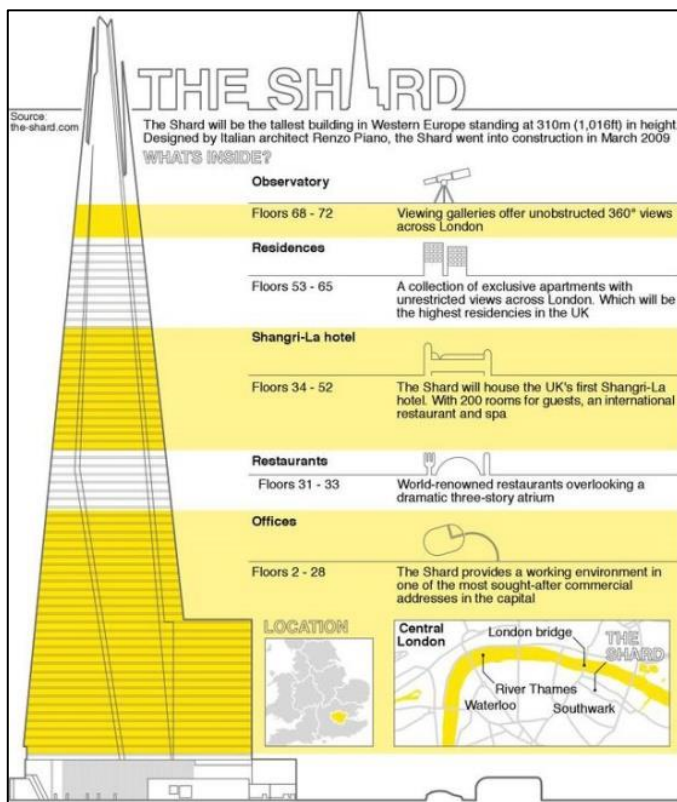 THE SHARD
Source:
the-shard.com
The Shard will be the tallest building in Western Europe standing at 310m (1,016ft) in height
Designed by Italian architect Renzo Piano, the Shard went into construction in March 2009
WHATS INSIDE?
Observatory
Floors 68 - 72
Viewing galleries offer unobstructed 360° views
across London
Residences
Floors 53 - 65
A collection of exclusive apartments with
unrestricted views across London. Which will be
the highest residencies in the UK
Shangri-La hotel
Floors 34 - 52
The Shard will house the UK's first Shangri-La
hotel. With 200 rooms for guests, an international
restaurant and spa
Restaurants
Floors 31 - 33
World-renowned restaurants overlooking a
dramatic three-story atrium
Offices
Floors 2 - 28
The Shard provides a working environment in
one of the most sought-after commercial
addresses in the capital
LOCATION
Central
London
London bridge
THE
SHARD
River Thames
Waterloo
Southwark